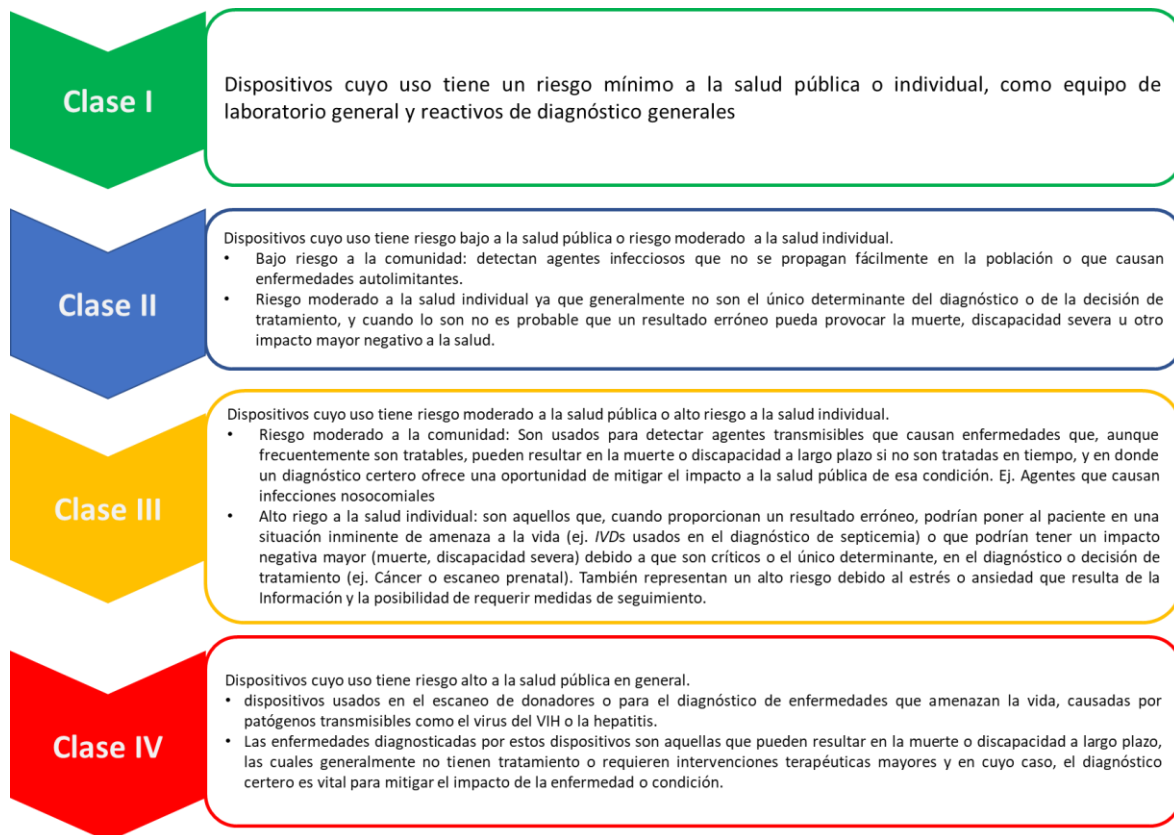 Clase I
Dispositivos cuyo uso tiene un riesgo mínimo a la salud pública o individual, como equipo de
laboratorio general y reactivos de diagnóstico generales
Clase II
Dispositivos cuyo uso tiene riesgo bajo a la salud pública o riesgo moderado a la salud individual.
• Bajo riesgo a la comunidad: detectan agentes infecciosos que no se propagan fácilmente en la población o que causan
enfermedades autolimitantes.
• Riesgo moderado a la salud individual ya que generalmente no son el único determinante del diagnóstico o de la decisión de
tratamiento, y cuando lo son no es probable que un resultado erróneo pueda provocar la muerte, discapacidad severa u otro
impacto mayor negativo a la salud.
Clase III
Dispositivos cuyo uso tiene riesgo moderado a la salud pública o alto riesgo a la salud individual.
• Riesgo moderado a la comunidad: Son usados para detectar agentes transmisibles que causan enfermedades que, aunque
frecuentemente son tratables, pueden resultar en la muerte o discapacidad a largo plazo si no son tratadas en tiempo, y en donde
un diagnóstico certero ofrece una oportunidad de mitigar el impacto a la salud pública de esa condición. Ej. Agentes que causan
infecciones nosocomiales
• Alto riego a la salud individual: son aquellos que, cuando proporcionan un resultado erróneo, podrían poner al paciente en una
situación inminente de amenaza a la vida (ej. IVDs usados en el diagnóstico de septicemia) o que podrían tener un impacto
negativa mayor (muerte, discapacidad severa) debido a que son críticos o el único determinante, en el diagnóstico o decisión de
tratamiento (ej. Cáncer o escaneo prenatal). También representan un alto riesgo debido al estrés o ansiedad que resulta de la
Información y la posibilidad de requerir medidas de seguimiento.
Clase IV
Dispositivos cuyo uso tiene riesgo alto a la salud pública en general.
• dispositivos usados en el escaneo de donadores o para el diagnóstico de enfermedades que amenazan la vida, causadas por
patógenos transmisibles como el virus del VIH o la hepatitis.
• Las enfermedades diagnosticadas por estos dispositivos son aquellas que pueden resultar en la muerte o discapacidad a largo plazo,
las cuales generalmente no tienen tratamiento o requieren intervenciones terapéuticas mayores y en cuyo caso, el diagnóstico
certero es vital para mitigar el impacto de la enfermedad o condición.